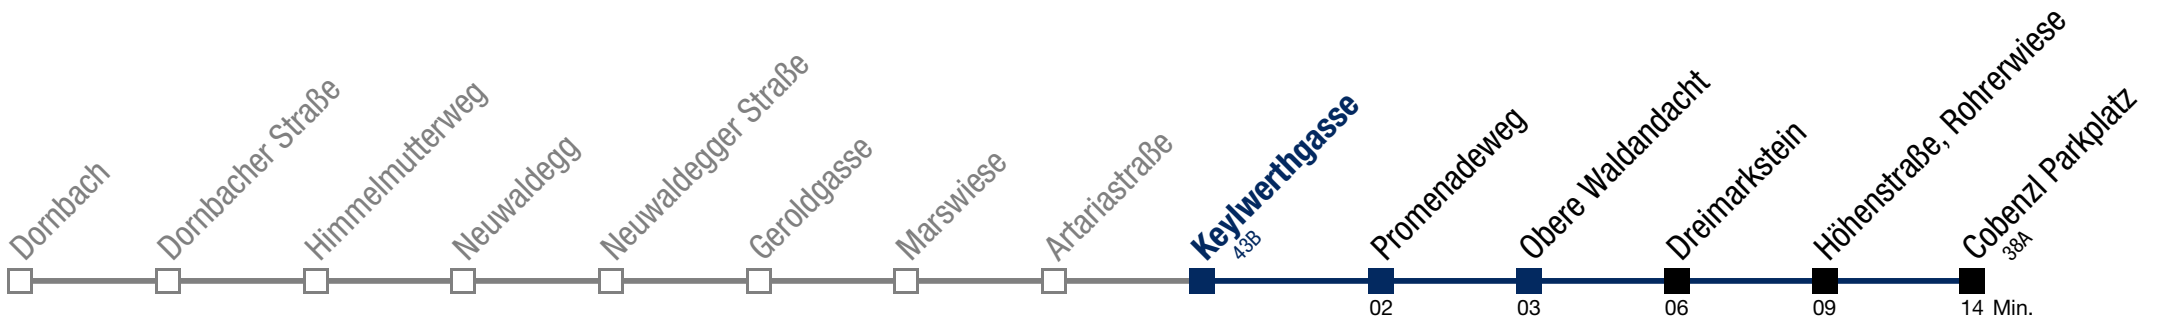 Dornbach
Dornbacher Straße
Himmelmutterweg
Neuwaldegg
Neuwaldegger Straße
Geroldgasse
Marswiese
Artariastraße
Keylwerthgasse
43B
Promenadeweg
Obere Waldandacht
Dreimarkstein
Höhenstraße, Rohrerwiese
Cobenzl Parkplatz
38A
02 03 06 09 14 Min.